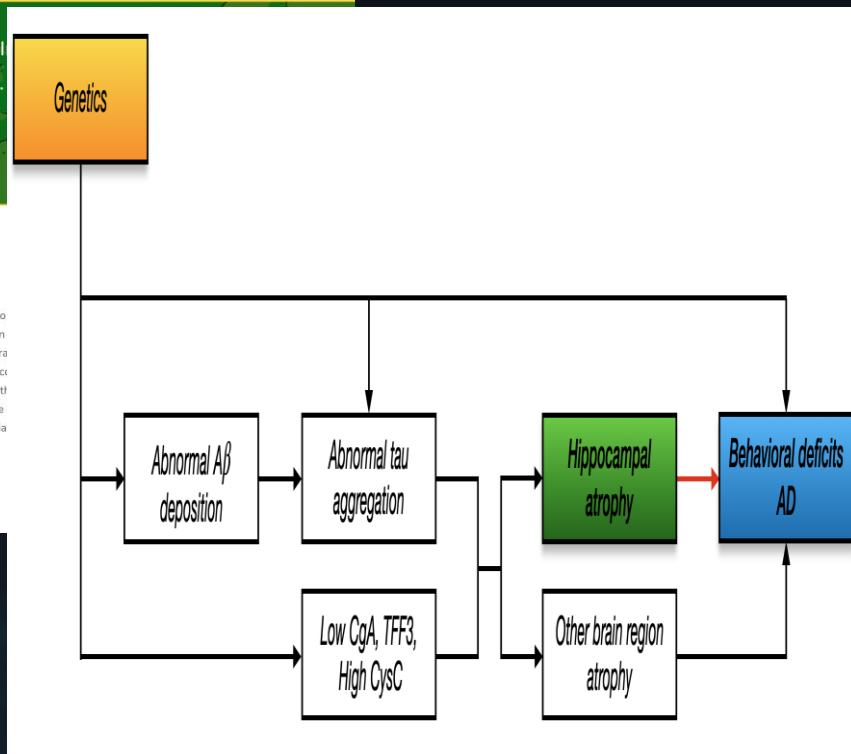 Genetics
Abnormal Aβ
deposition
Abnormal tau
aggregation
Hippocampal
atrophy
Behavioral deficits
AD
Low CgA, TFF3,
High CysC
Other brain region
atrophy